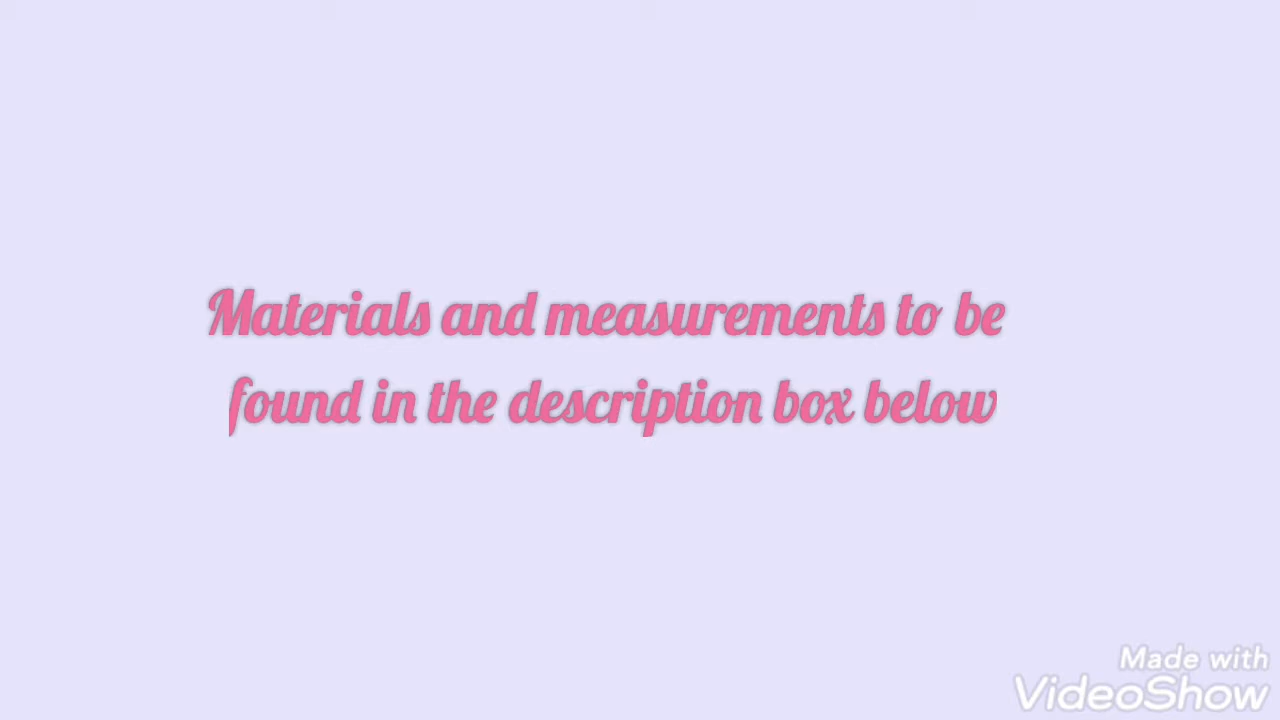 Materials and measurements to be
found in the description box below
Made with
VideoShow